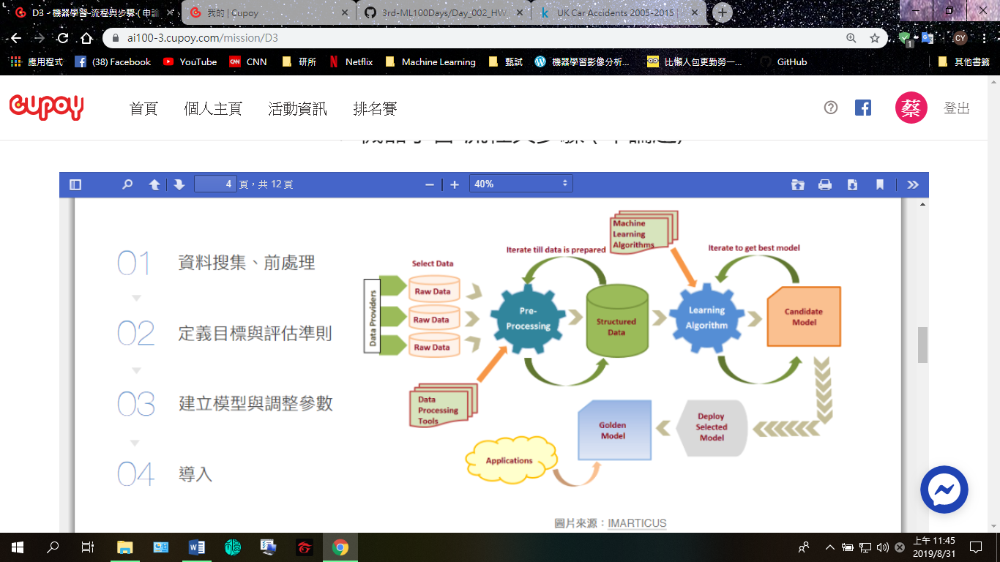 D3 - 機器學習-流程與步驟 ( 申論
我的 | Cupoy
3rd-ML100Days/Day_002_HW
UK Car Accidents 2005-2015 |
ai100-3.cupoy.com/mission/D3
CY
1
應用程式
(38) Facebook
YouTube
CNN
研所
Netflix
Machine Learning
甄試
機器學習影像分析...
比懶人包更勤勞一...
GitHub
其他書籤
cupoy
首頁
個人主頁
活動資訊
排名賽
蔡
登出
4 頁，共 12 頁
40%
01 資料搜集、前處理
02 定義目標與評估準則
03 建立模型與調整參數
04 導入
Data Providers
Select Data
Raw Data
Raw Data
Raw Data
Data
Processing
Tools
Iterate till data is prepared
Pre-
Processing
Structured
Data
Machine
Learning
Algorithms
Iterate to get best model
Learning
Algorithm
Candidate
Model
Deploy
Selected
Model
Golden
Model
Applications
圖片來源：IMARTICUS
上午 11:45
2019/8/31